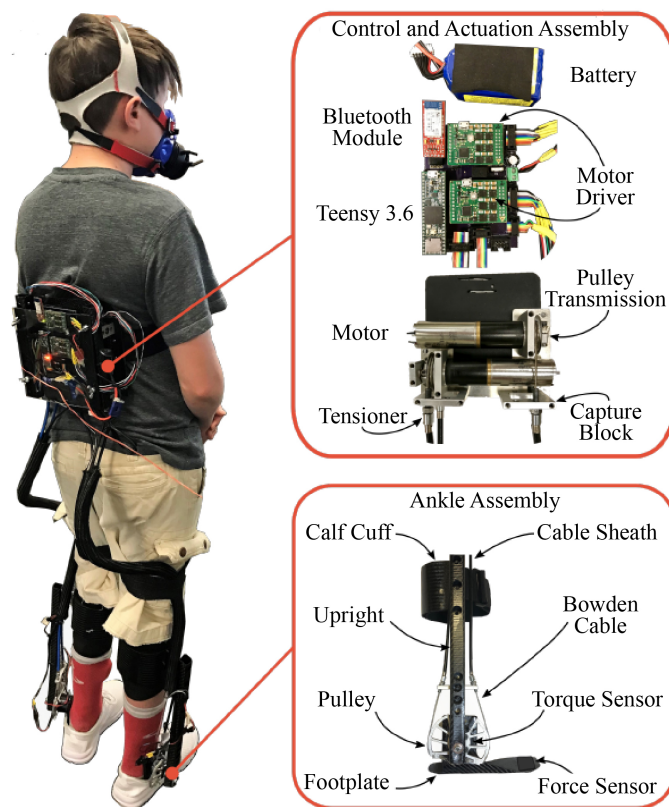 Control and Actuation Assembly
Battery
Bluetooth
Module
Motor
Driver
Teensy 3.6
Pulley
Transmission
Motor
Tensioner
Capture
Block
Ankle Assembly
Calf Cuff
Cable Sheath
Upright
Bowden
Cable
Pulley
Torque Sensor
Footplate
Force Sensor